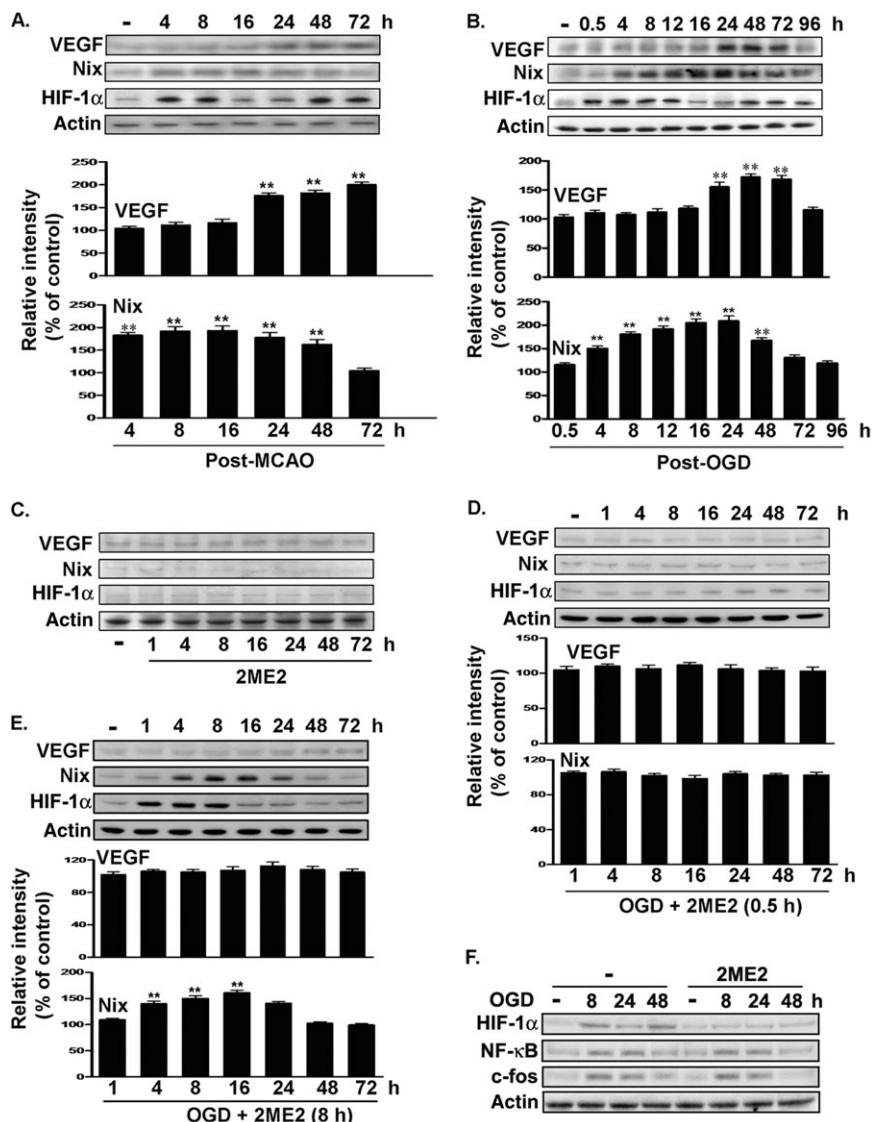 A.
- 4 8 16 24 48 72 h
VEGF
Nix
HIF-1α
Actin
Relative intensity
(% of control)
250
200
150
100
50
0
VEGF
** ** **
250
200
150
100
50
0
Nix
** ** ** ** **
4 8 16 24 48 72 h
Post-MCAO
B.
- 0.5 4 8 12 16 24 48 72 96 h
VEGF
Nix
HIF-1α
Actin
Relative intensity
(% of control)
200
150
100
50
0
VEGF
** ** **
250
200
150
100
50
0
Nix
** ** ** ** ** **
0.5 4 8 12 16 24 48 72 96 h
Post-OGD
C.
VEGF
Nix
HIF-1α
Actin
- 1 4 8 16 24 48 72 h
2ME2
D.
- 1 4 8 16 24 48 72 h
VEGF
Nix
HIF-1α
Actin
Relative intensity
(% of control)
150
100
50
0
VEGF
120
80
40
0
Nix
1 4 8 16 24 48 72 h
OGD + 2ME2 (0.5 h)
E.
- 1 4 8 16 24 48 72 h
VEGF
Nix
HIF-1α
Actin
Relative intensity
(% of control)
120
80
40
0
VEGF
200
150
100
50
0
Nix
** ** **
1 4 8 16 24 48 72 h
OGD + 2ME2 (8 h)
F.
- 2ME2
OGD - 8 24 48 - 8 24 48 h
HIF-1α
NF-κB
c-fos
Actin